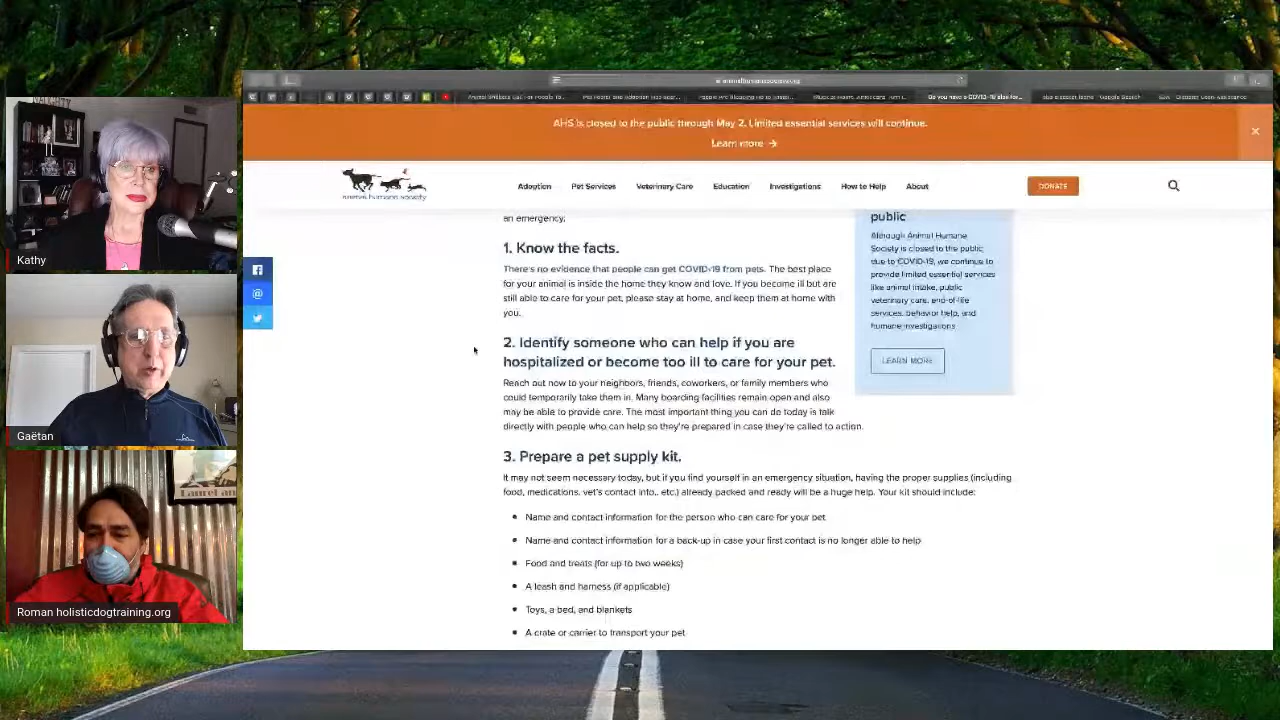 Kathy
Gaëtan
Laurel an
Roman holisticdogtraining.org
AHS is closed to the public through May 2. Limited essential services will continue.
Learn more →
×
animal humane society
Adoption Pet Services Veterinary Care Education Investigations How to Help About
DONATE
an emergency.
1. Know the facts.
There's no evidence that people can get COVID-19 from pets. The best place
for your animal is inside the home they know and love. If you become ill but are
still able to care for your pet, please stay at home, and keep them at home with
you.
2. Identify someone who can help if you are
hospitalized or become too ill to care for your pet.
Reach out now to your neighbors, friends, coworkers, or family members who
could temporarily take them in. Many boarding facilities remain open and also
may be able to provide care. The most important thing you can do today is talk
directly with people who can help so they're prepared in case they're called to action.
3. Prepare a pet supply kit.
It may not seem necessary today, but if you find yourself in an emergency situation, having the proper supplies (including
food, medications, vet's contact info., etc.) already packed and ready will be a huge help. Your kit should include:
Name and contact information for the person who can care for your pet
Name and contact information for a back-up in case your first contact is no longer able to help
Food and treats (for up to two weeks)
A leash and harness (if applicable)
Toys, a bed, and blankets
A crate or carrier to transport your pet
public
Although Animal Humane
Society is closed to the public
due to COVID-19, we continue to
provide limited essential services
like animal intake, public
veterinary care, end-of-life
services, behavior help, and
humane investigations
LEARN MORE